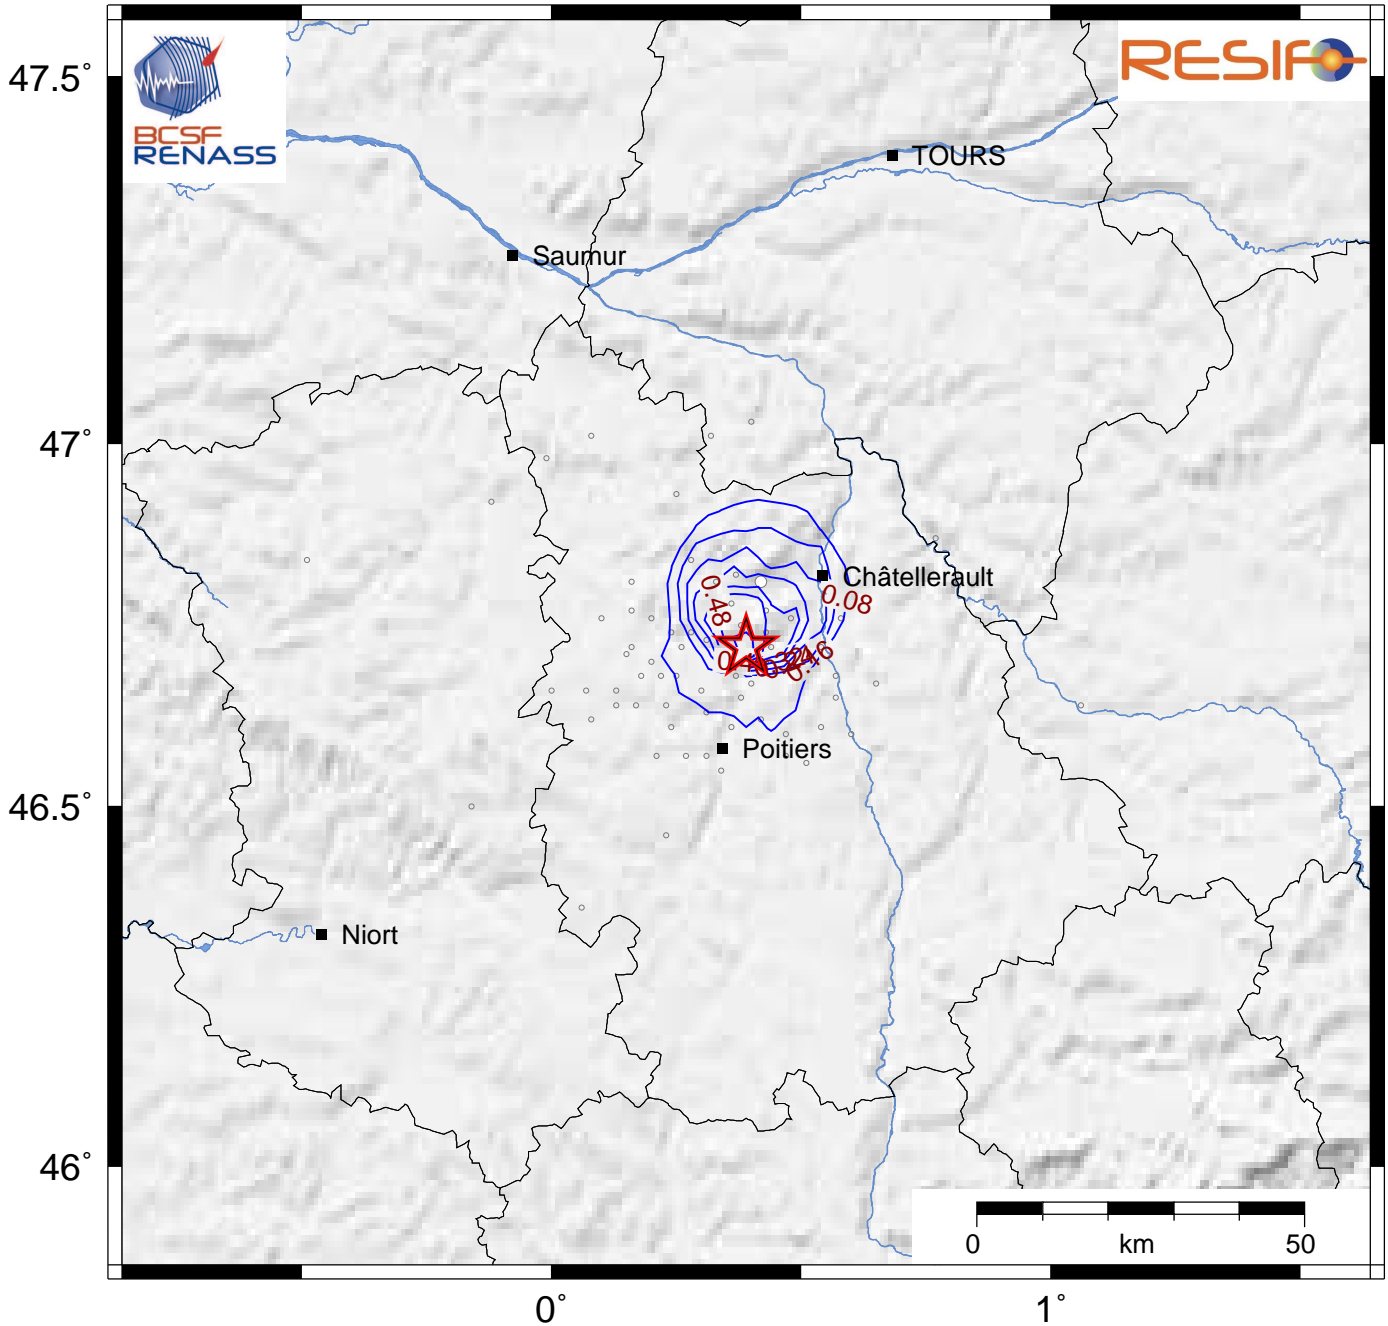 47.5°
BCSF
RENASS
RESIF
TOURS
Saumur
47°
Châtellerault
0.48
0.08
Poitiers
46.5°
Niort
46°
0 km 50
0° 1°